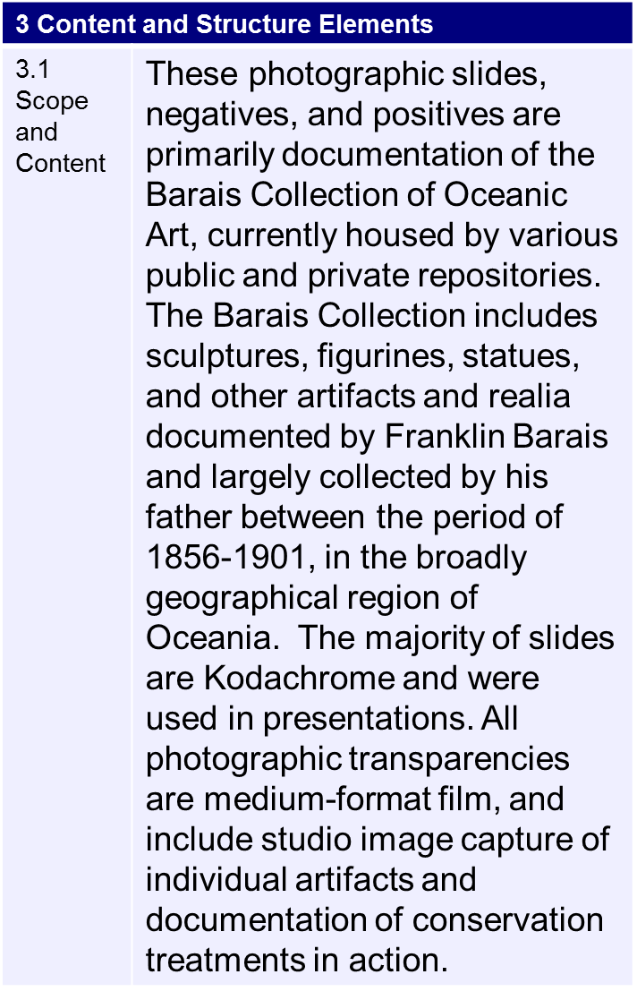 3 Content and Structure Elements
3.1
Scope
and
Content
These photographic slides,
negatives, and positives are
primarily documentation of the
Barais Collection of Oceanic
Art, currently housed by various
public and private repositories.
The Barais Collection includes
sculptures, figurines, statues,
and other artifacts and realia
documented by Franklin Barais
and largely collected by his
father between the period of
1856-1901, in the broadly
geographical region of
Oceania.  The majority of slides
are Kodachrome and were
used in presentations. All
photographic transparencies
are medium-format film, and
include studio image capture of
individual artifacts and
documentation of conservation
treatments in action.